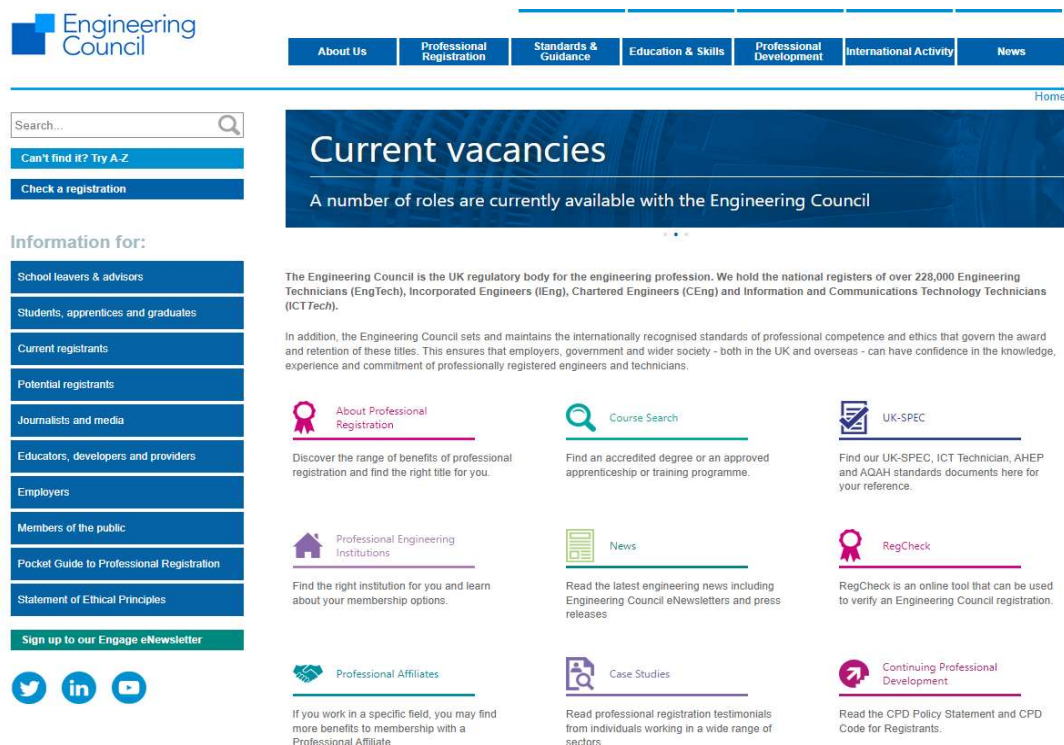 Engineering
Council
About Us
Professional
Registration
Standards &
Guidance
Education & Skills
Professional
Development
International Activity
News
Home
Search...
Can't find it? Try A-Z
Check a registration
Current vacancies
A number of roles are currently available with the Engineering Council
Information for:
School leavers & advisors
Students, apprentices and graduates
Current registrants
Potential registrants
Journalists and media
Educators, developers and providers
Employers
Members of the public
Pocket Guide to Professional Registration
Statement of Ethical Principles
Sign up to our Engage eNewsletter
The Engineering Council is the UK regulatory body for the engineering profession. We hold the national registers of over 228,000 Engineering
Technicians (EngTech), Incorporated Engineers (IEng), Chartered Engineers (CEng) and Information and Communications Technology Technicians
(ICTTech).
In addition, the Engineering Council sets and maintains the internationally recognised standards of professional competence and ethics that govern the award
and retention of these titles. This ensures that employers, government and wider society - both in the UK and overseas - can have confidence in the knowledge,
experience and commitment of professionally registered engineers and technicians.
About Professional
Registration
Discover the range of benefits of professional
registration and find the right title for you.
Course Search
Find an accredited degree or an approved
apprenticeship or training programme.
UK-SPEC
Find our UK-SPEC, ICT Technician, AHEP
and AQAH standards documents here for
your reference.
Professional Engineering
Institutions
Find the right institution for you and learn
about your membership options.
News
Read the latest engineering news including
Engineering Council eNewsletters and press
releases
RegCheck
RegCheck is an online tool that can be used
to verify an Engineering Council registration.
Professional Affiliates
If you work in a specific field, you may find
more benefits to membership with a
Professional Affiliate
Case Studies
Read professional registration testimonials
from individuals working in a wide range of
sectors
Continuing Professional
Development
Read the CPD Policy Statement and CPD
Code for Registrants.